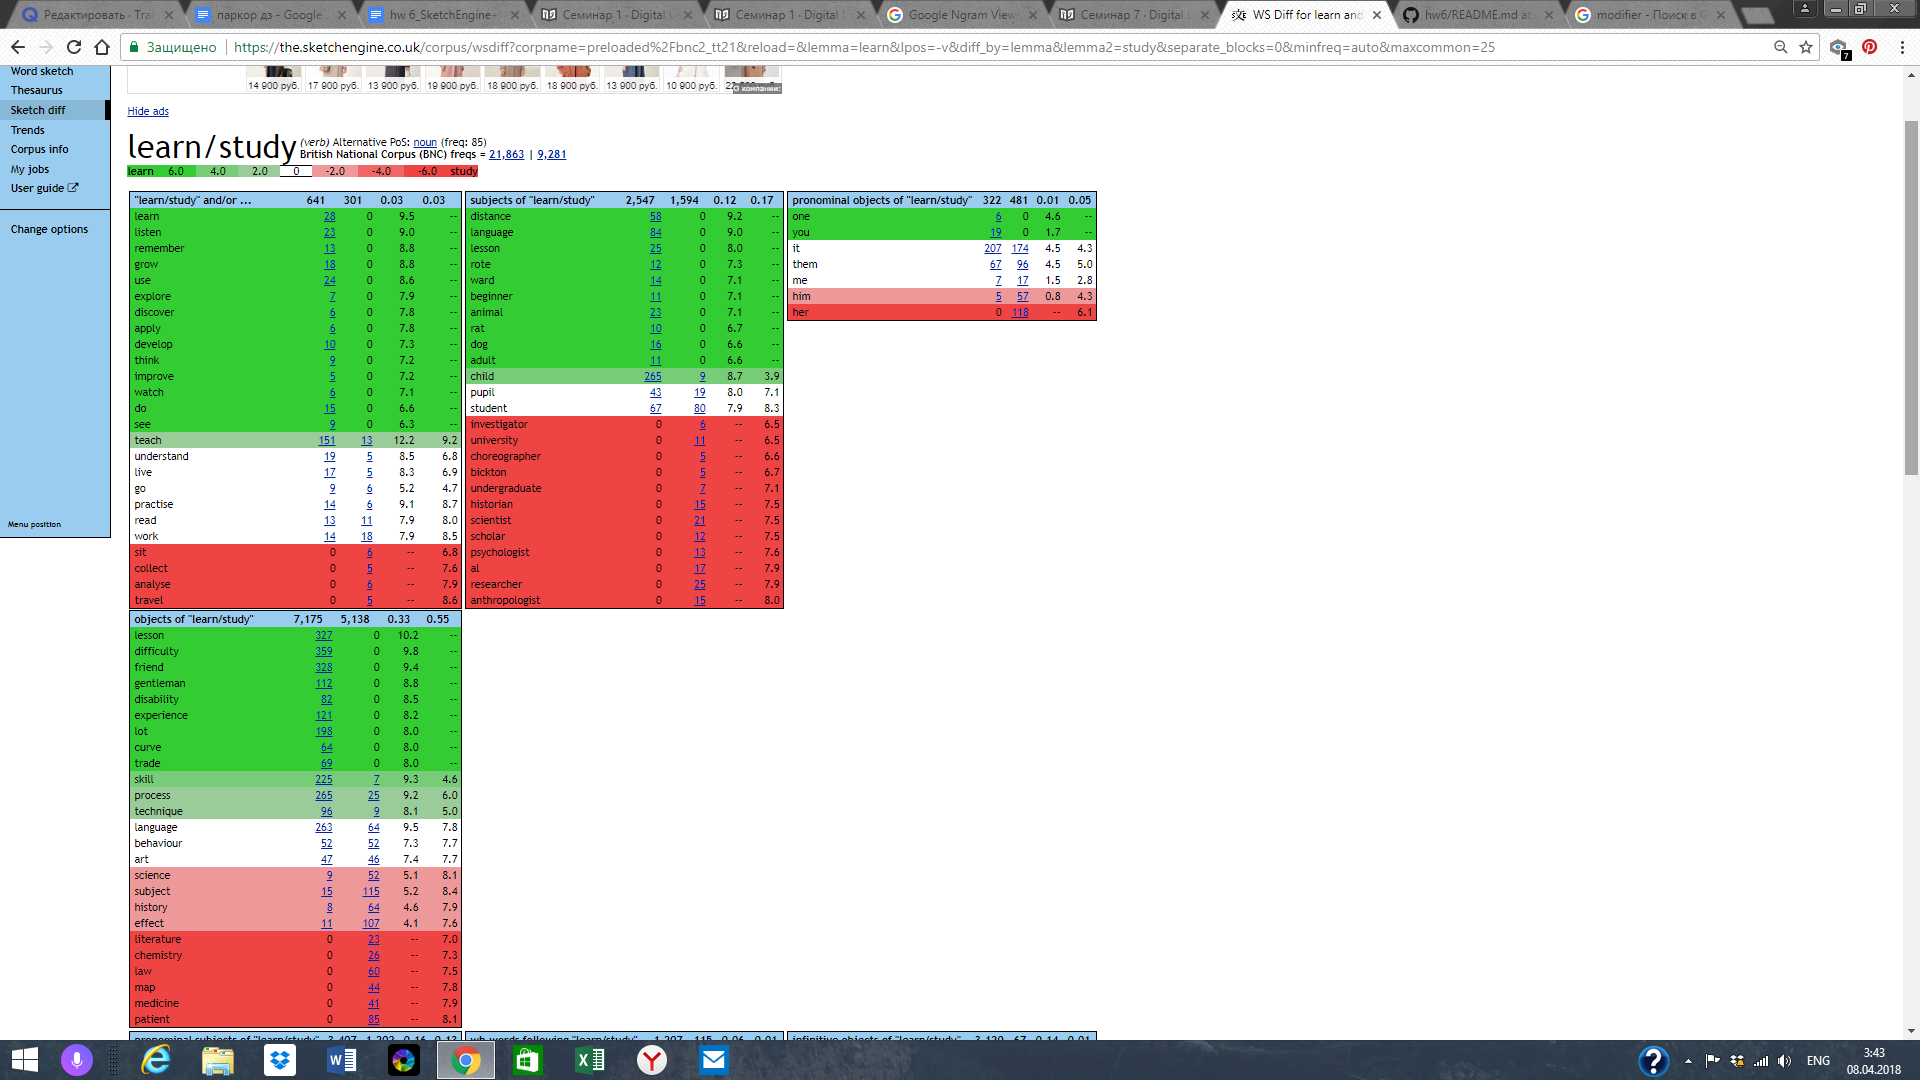 Редактировать - Tra
паркор дз - Google
hw 6_SketchEngine-
Семинар 1 · Digital
Семинар 1 · Digital
Google Ngram View
Семинар 7 · Digital
WS Diff for learn and
hw6/README.md at
modifier - Поиск в G
Защищено https://the.sketchengine.co.uk/corpus/wsdiff?corpname=preloaded%2Fbnc2_tt21&reload=&lemma=learn&lpos=-v&diff_by=lemma&lemma2=study&separate_blocks=0&minfreq=auto&maxcommon=25
7
Word sketch
Thesaurus
Sketch diff
Trends
Corpus info
My jobs
User guide
Change options
Menu position
14 900 руб. 17 900 руб. 13 900 руб. 19 900 руб. 18 900 руб. 18 900 руб. 13 900 руб. 10 900 руб.
о компании:
Hide ads
learn/study (verb) Alternative PoS: noun (freq: 85)
British National Corpus (BNC) freqs = 21,863 | 9,281
learn 6.0 4.0 2.0 0 -2.0 -4.0 -6.0 study
"learn/study" and/or ... 641 301 0.03 0.03
learn 28 0 9.5 --
listen 23 0 9.0 --
remember 13 0 8.8 --
grow 18 0 8.8 --
use 24 0 8.6 --
explore 7 0 7.9 --
discover 6 0 7.8 --
apply 6 0 7.8 --
develop 10 0 7.3 --
think 9 0 7.2 --
improve 5 0 7.2 --
watch 6 0 7.1 --
do 15 0 6.6 --
see 9 0 6.3 --
teach 151 13 12.2 9.2
understand 19 5 8.5 6.8
live 17 5 8.3 6.9
go 9 6 5.2 4.7
practise 14 6 9.1 8.7
read 13 11 7.9 8.0
work 14 18 7.9 8.5
sit 0 6 -- 6.8
collect 0 5 -- 7.6
analyse 0 6 -- 7.9
travel 0 5 -- 8.6
subjects of "learn/study" 2,547 1,594 0.12 0.17
distance 58 0 9.2 --
language 84 0 9.0 --
lesson 25 0 8.0 --
rote 12 0 7.3 --
ward 14 0 7.1 --
beginner 11 0 7.1 --
animal 23 0 7.1 --
rat 10 0 6.7 --
dog 16 0 6.6 --
adult 11 0 6.6 --
child 265 9 8.7 3.9
pupil 43 19 8.0 7.1
student 67 80 7.9 8.3
investigator 0 6 -- 6.5
university 0 11 -- 6.5
choreographer 0 5 -- 6.6
bickton 0 5 -- 6.7
undergraduate 0 7 -- 7.1
historian 0 15 -- 7.5
scientist 0 21 -- 7.5
scholar 0 12 -- 7.5
psychologist 0 13 -- 7.6
al 0 17 -- 7.9
researcher 0 25 -- 7.9
anthropologist 0 15 -- 8.0
pronominal objects of "learn/study" 322 481 0.01 0.05
one 6 0 4.6 --
you 19 0 1.7 --
it 207 174 4.5 4.3
them 67 96 4.5 5.0
me 7 17 1.5 2.8
him 5 57 0.8 4.3
her 0 118 -- 6.1
objects of "learn/study" 7,175 5,138 0.33 0.55
lesson 327 0 10.2 --
difficulty 359 0 9.8 --
friend 328 0 9.4 --
gentleman 112 0 8.8 --
disability 82 0 8.5 --
experience 121 0 8.2 --
lot 198 0 8.0 --
curve 64 0 8.0 --
trade 69 0 8.0 --
skill 225 7 9.3 4.6
process 265 25 9.2 6.0
technique 96 9 8.1 5.0
language 263 64 9.5 7.8
behaviour 52 52 7.3 7.7
art 47 46 7.4 7.7
science 9 52 5.1 8.1
subject 15 115 5.2 8.4
history 8 64 4.6 7.9
effect 11 107 4.1 7.6
literature 0 23 -- 7.0
chemistry 0 26 -- 7.3
law 0 60 -- 7.5
map 0 44 -- 7.8
medicine 0 41 -- 7.9
patient 0 85 -- 8.1
pronominal subjects of "learn/study"
wh-words following "learn/study"
infinitive objects of "learn/study"
ENG
3:43
08.04.2018